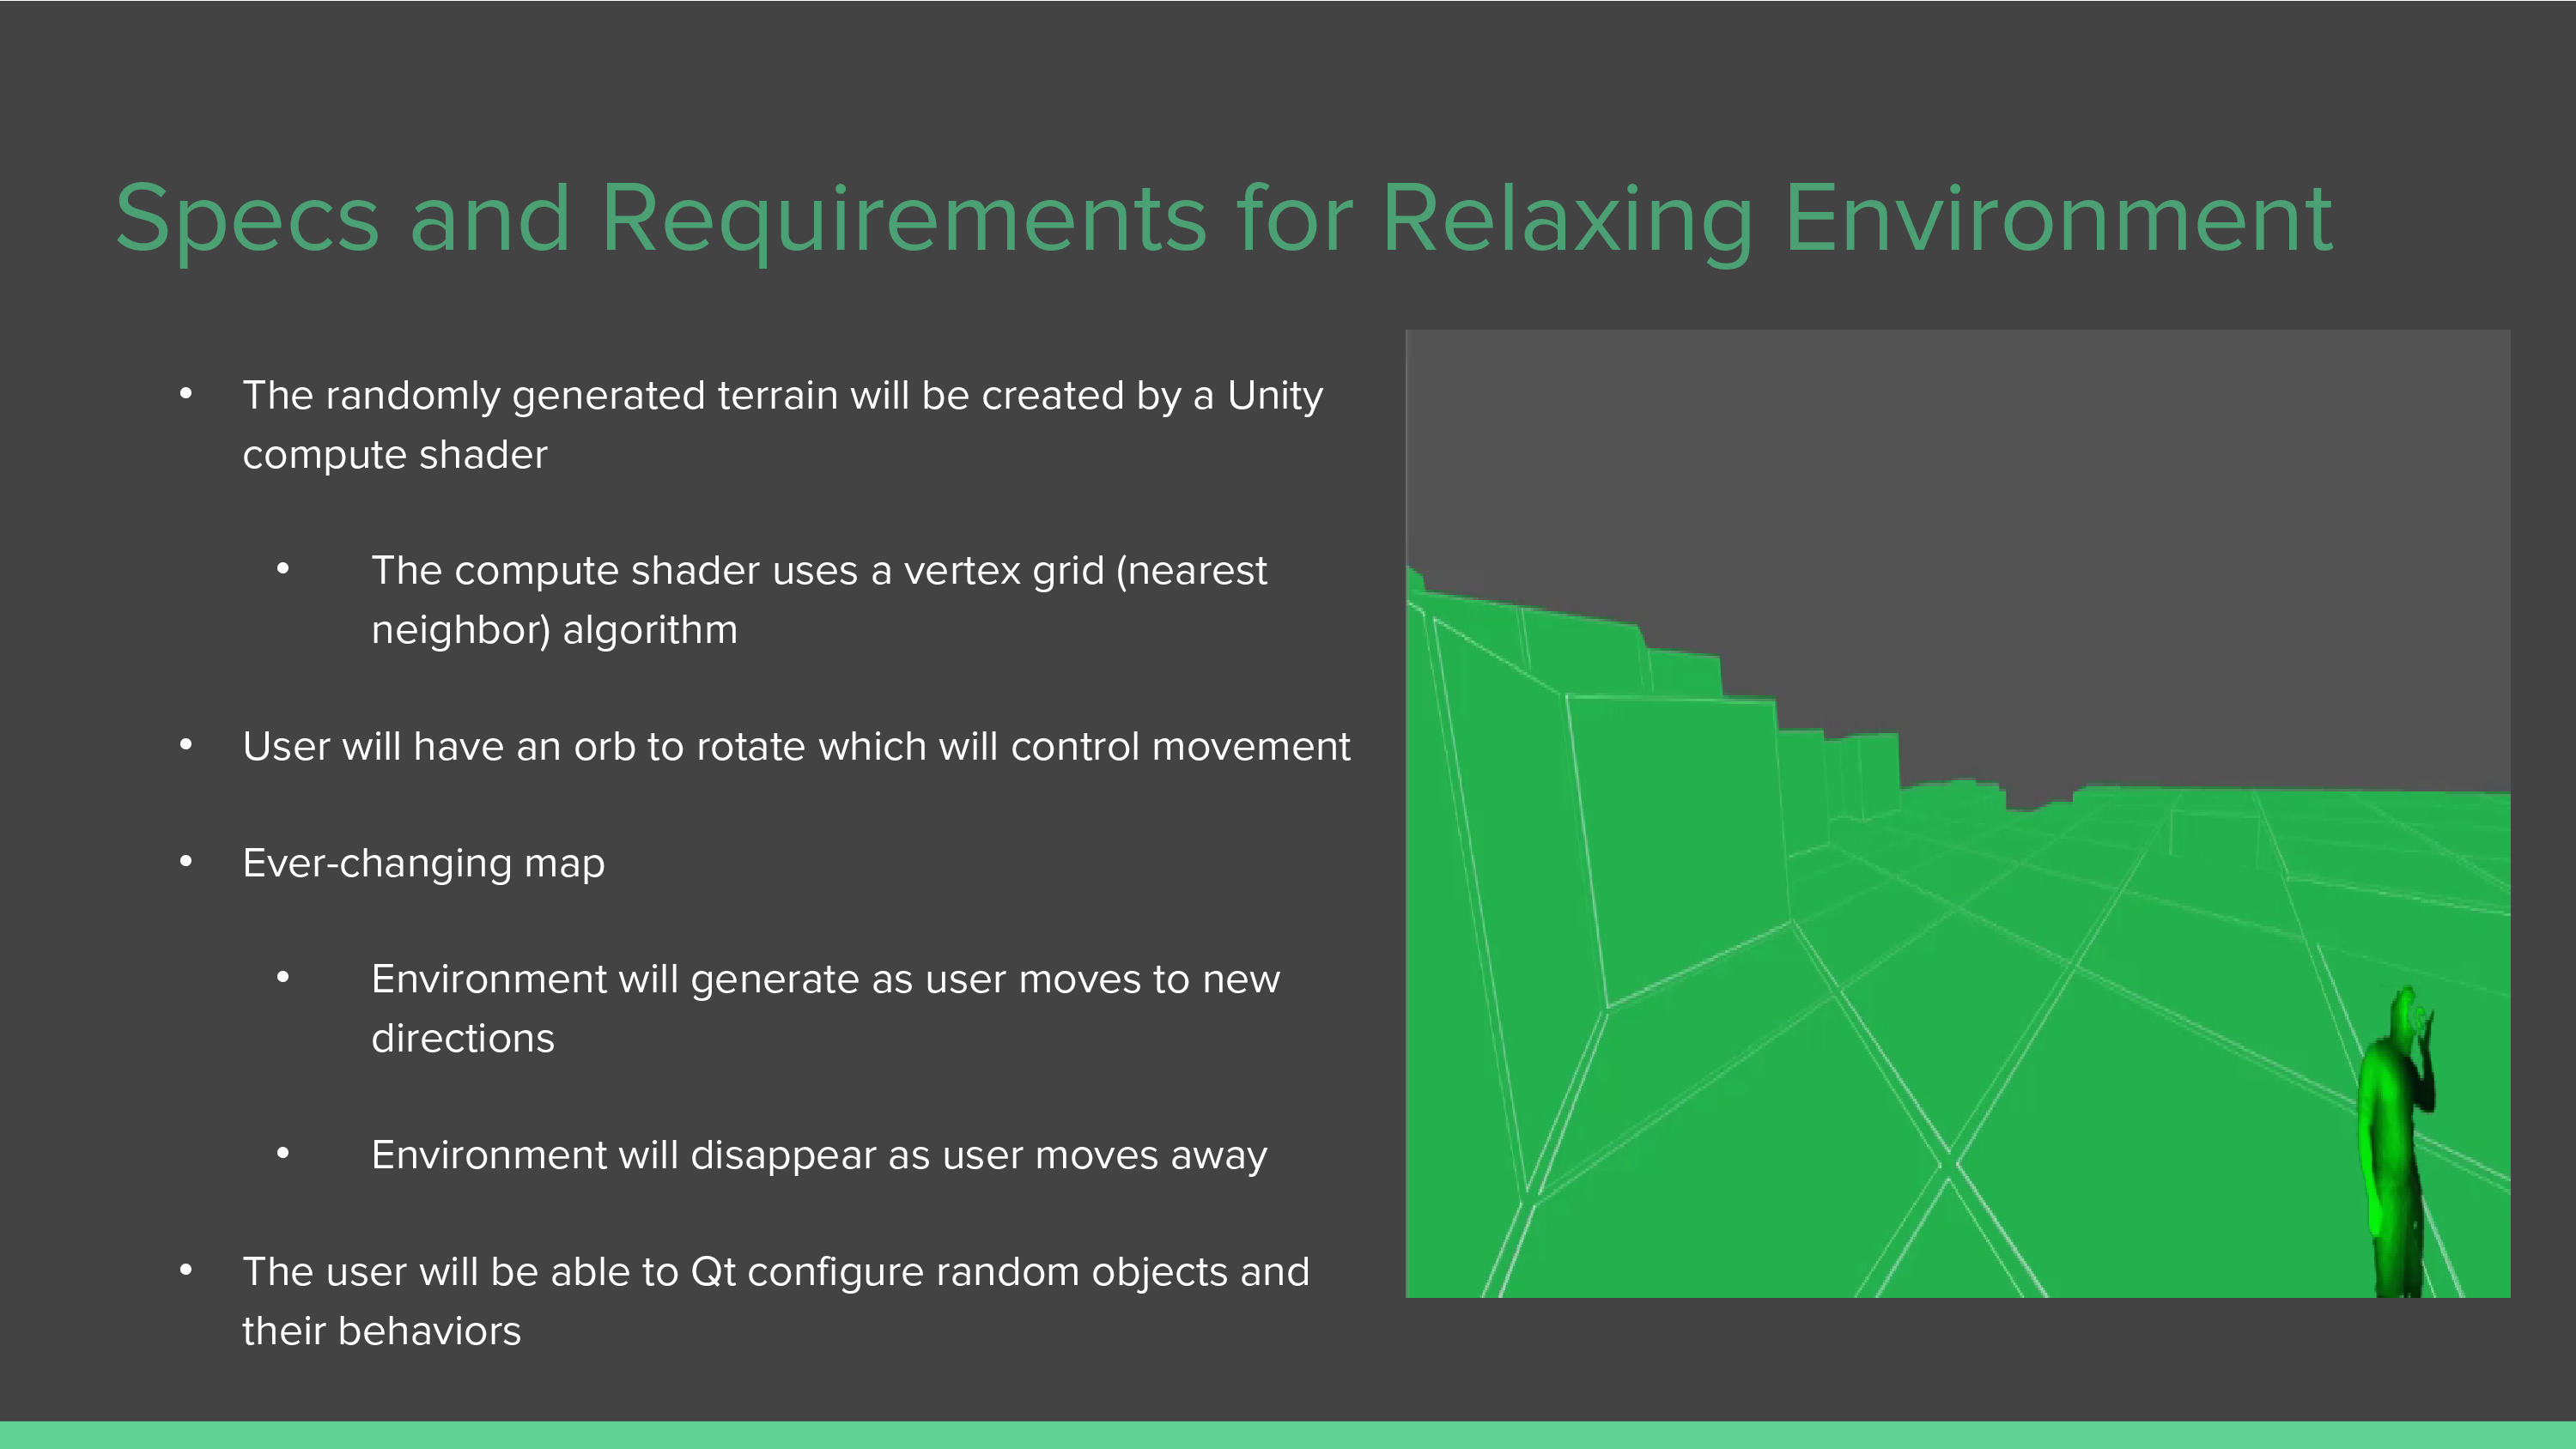 Specs and Requirements for Relaxing Environment
• The randomly generated terrain will be created by a Unity
compute shader
• The compute shader uses a vertex grid (nearest
neighbor) algorithm
• User will have an orb to rotate which will control movement
• Ever-changing map
• Environment will generate as user moves to new
directions
• Environment will disappear as user moves away
• The user will be able to Qt configure random objects and
their behaviors